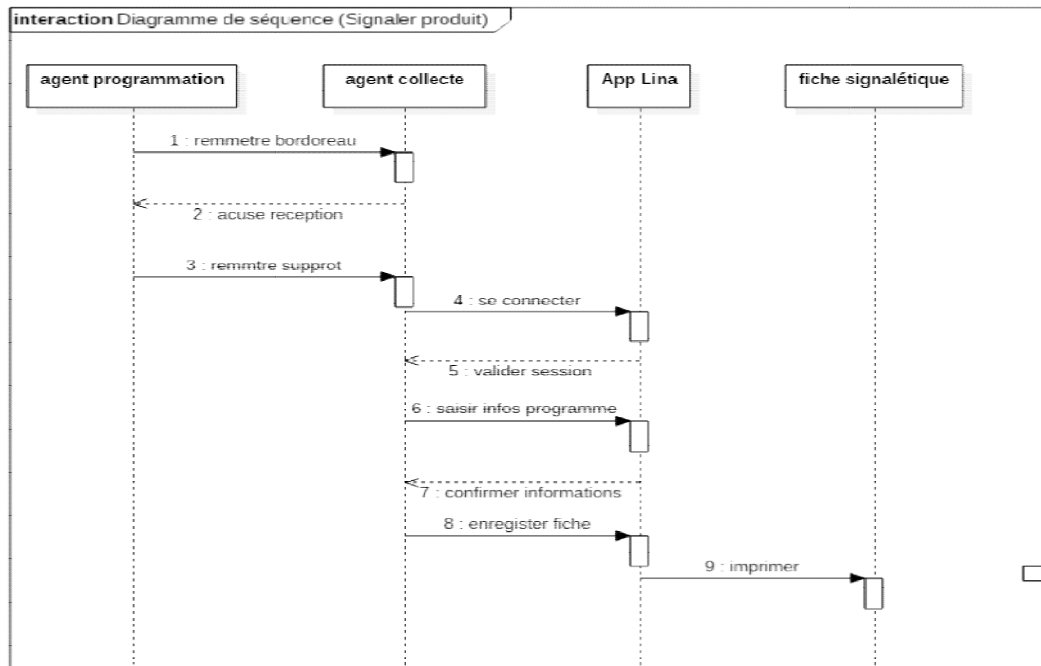 interaction Diagramme de séquence (Signaler produit)
agent programmation
agent collecte
App Lina
fiche signalétique
1 : remmetre bordoreau
2 : acuse reception
3 : remmtre supprot
4 : se connecter
5 : valider session
6 : saisir infos programme
7 : confirmer informations
8 : enregister fiche
9 : imprimer